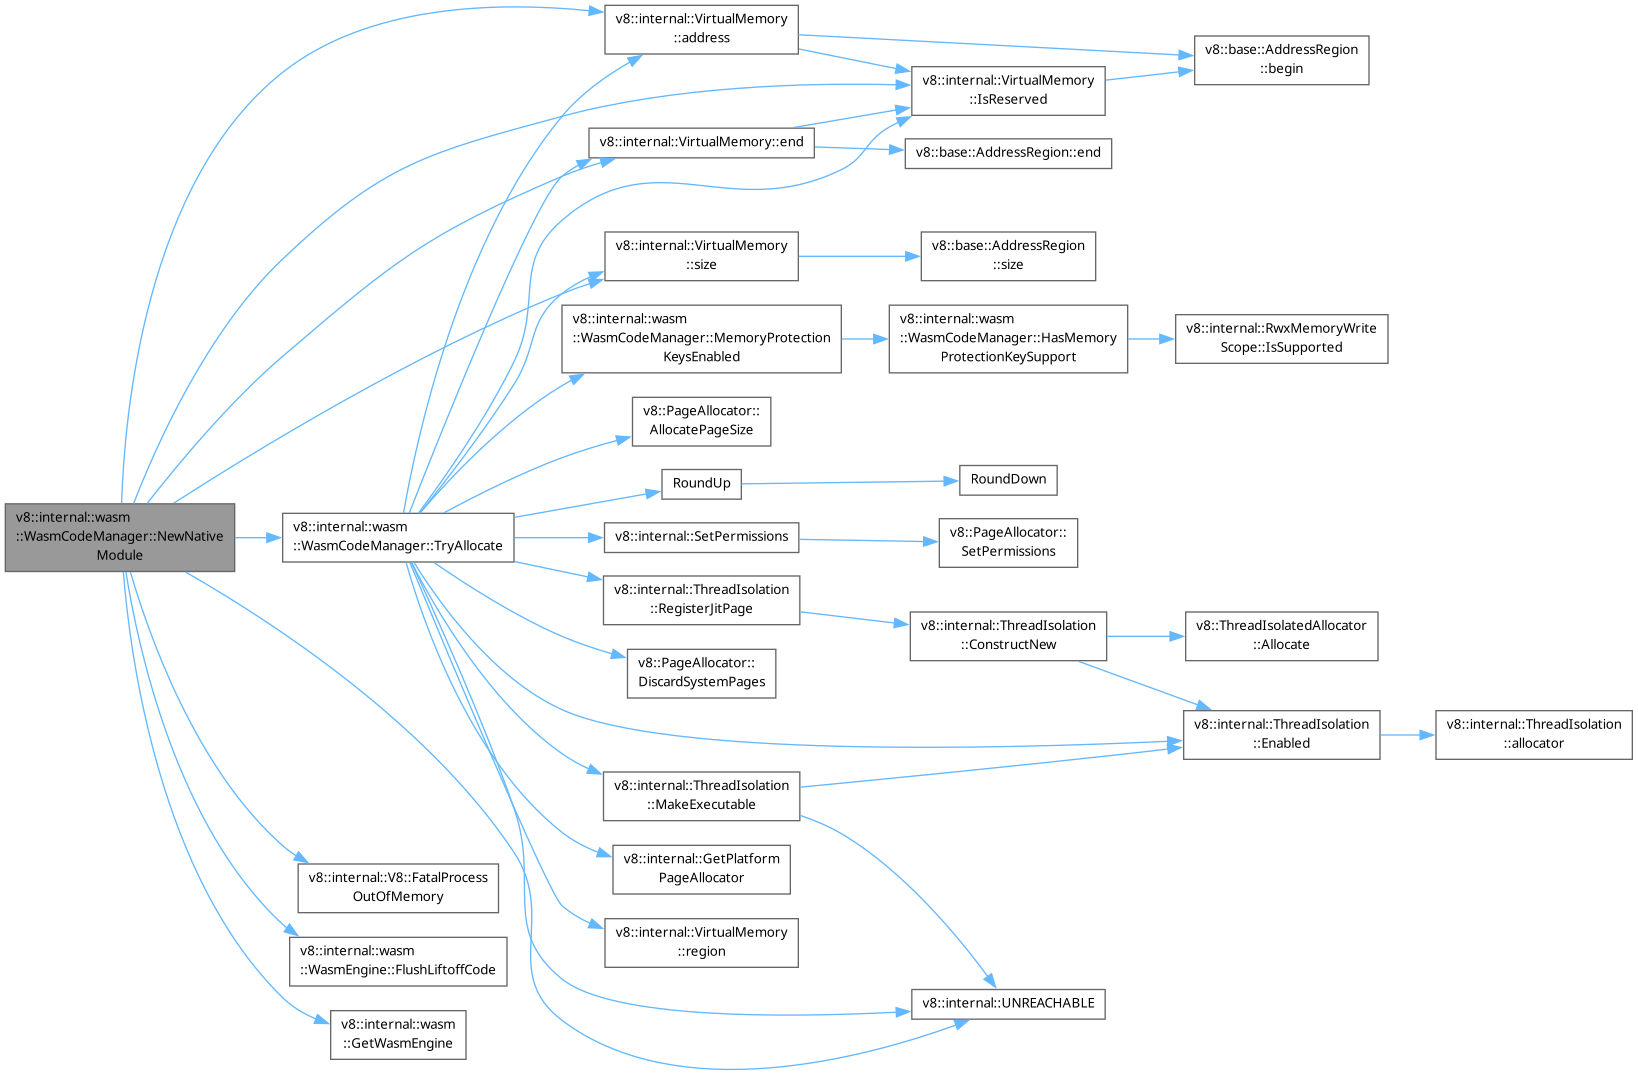 v8::internal::wasm
::WasmCodeManager::NewNative
Module
v8::internal::VirtualMemory
::address
v8::internal::VirtualMemory
::IsReserved
v8::base::AddressRegion
::begin
v8::internal::VirtualMemory::end
v8::base::AddressRegion::end
v8::internal::VirtualMemory
::size
v8::base::AddressRegion
::size
v8::internal::wasm
::WasmCodeManager::TryAllocate
v8::internal::wasm
::WasmCodeManager::MemoryProtection
KeysEnabled
v8::internal::wasm
::WasmCodeManager::HasMemory
ProtectionKeySupport
v8::internal::RwxMemoryWrite
Scope::IsSupported
v8::PageAllocator::
AllocatePageSize
RoundUp
RoundDown
v8::internal::SetPermissions
v8::PageAllocator::
SetPermissions
v8::internal::ThreadIsolation
::RegisterJitPage
v8::internal::ThreadIsolation
::ConstructNew
v8::ThreadIsolatedAllocator
::Allocate
v8::PageAllocator::
DiscardSystemPages
v8::internal::ThreadIsolation
::Enabled
v8::internal::ThreadIsolation
::allocator
v8::internal::ThreadIsolation
::MakeExecutable
v8::internal::GetPlatform
PageAllocator
v8::internal::VirtualMemory
::region
v8::internal::UNREACHABLE
v8::internal::V8::FatalProcess
OutOfMemory
v8::internal::wasm
::WasmEngine::FlushLiftoffCode
v8::internal::wasm
::GetWasmEngine